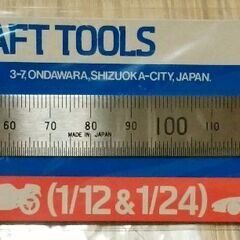 AFT TOOLS
3-7, ONDAWARA, SHIZUOKA-CITY, JAPAN.
60 70 80 90 100 110
MADE IN JAPAN
(1/12 & 1/24)